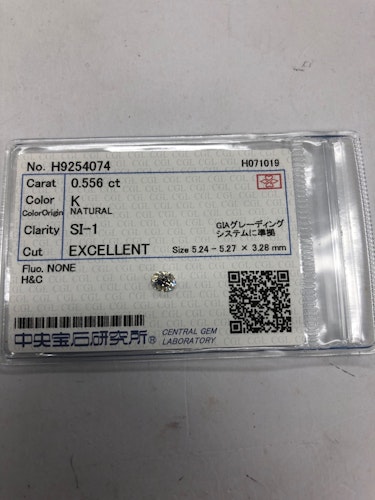 No. H9254074 H071019
Carat 0.556 ct
Color K
ColorOrigin NATURAL
Clarity SI-1
GIAグレーディング
システムに準拠
Cut EXCELLENT Size 5.24 – 5.27 × 3.28 mm
Fluo. NONE
H&C
中央宝石研究所®
CENTRAL GEM
LABORATORY